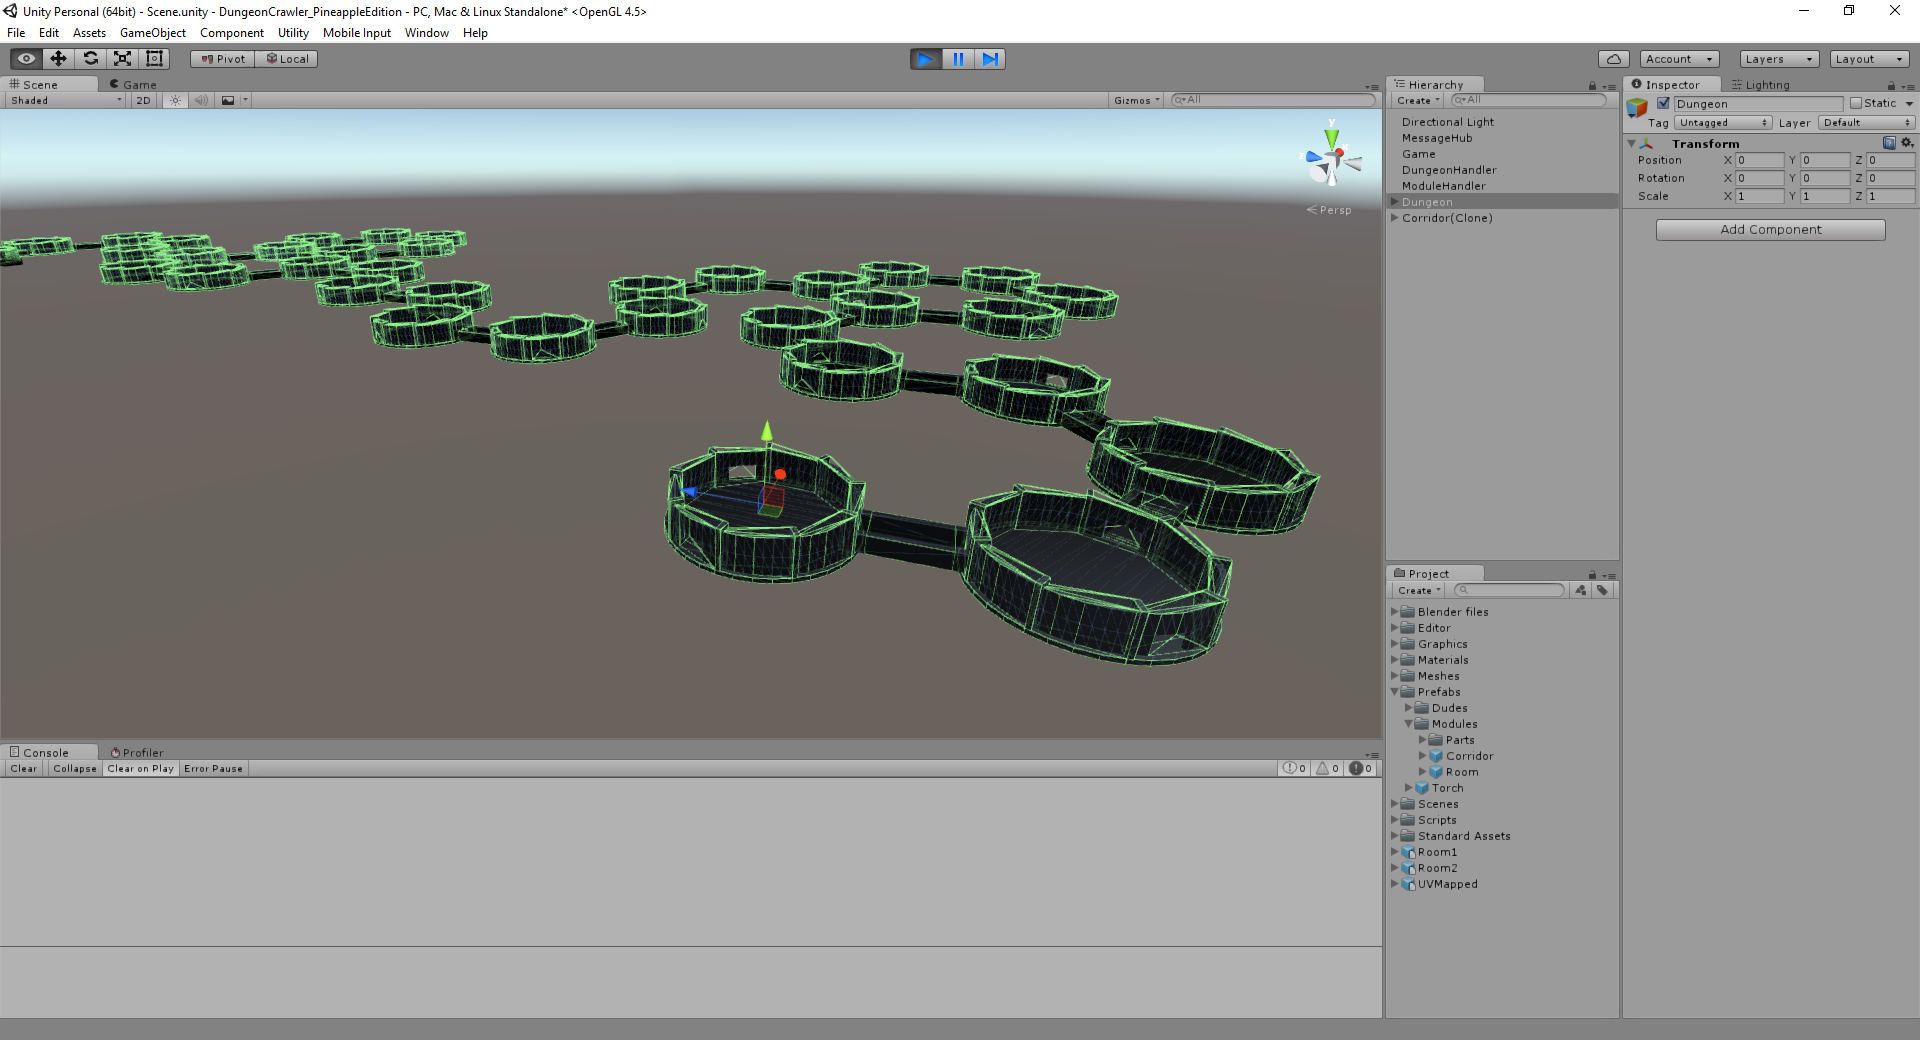 Unity Personal (64bit) - Scene.unity - DungeonCrawler_PineappleEdition - PC, Mac & Linux Standalone* <OpenGL 4.5>
File Edit Assets GameObject Component Utility Mobile Input Window Help
Pivot Local Account Layers Layout
Scene Game
Shaded 2D Gizmos All
y
x
z
Persp
Console Profiler
Clear Collapse Clear on Play Error Pause 0 0 0
Hierarchy
Create All
Directional Light
MessageHub
Game
DungeonHandler
ModuleHandler
Dungeon
Corridor(Clone)
Project
Create
Blender files
Editor
Graphics
Materials
Meshes
Prefabs
Dudes
Modules
Parts
Corridor
Room
Torch
Scenes
Scripts
Standard Assets
Room1
Room2
UVMapped
Inspector Lighting
Dungeon Static
Tag Untagged Layer Default
Transform
Position X 0 Y 0 Z 0
Rotation X 0 Y 0 Z 0
Scale X 1 Y 1 Z 1
Add Component